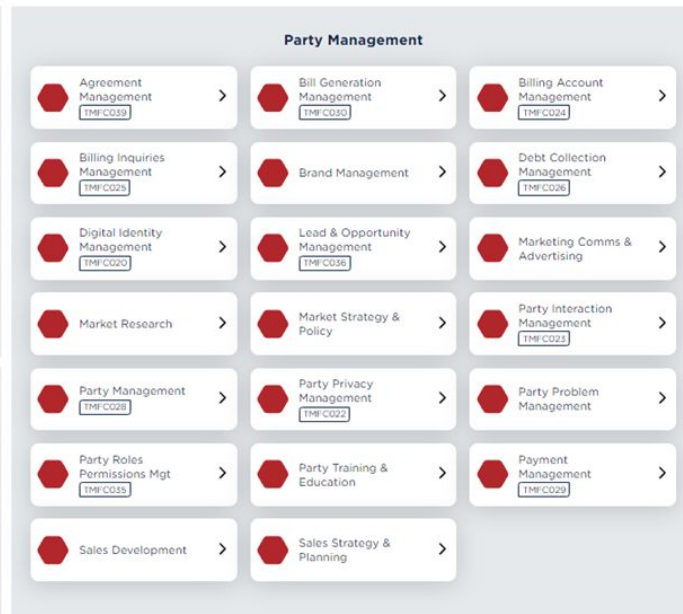 Party Management
Agreement
Management
TMFC039
Bill Generation
Management
TMFC030
Billing Account
Management
TMFC024
Billing Inquiries
Management
TMFC025
Brand Management
Debt Collection
Management
TMFC026
Digital Identity
Management
TMFC020
Lead & Opportunity
Management
TMFC036
Marketing Comms &
Advertising
Market Research
Market Strategy &
Policy
Party Interaction
Management
TMFC023
Party Management
TMFC028
Party Privacy
Management
TMFC022
Party Problem
Management
Party Roles
Permissions Mgt
TMFC035
Party Training &
Education
Payment
Management
TMFC029
Sales Development
Sales Strategy &
Planning